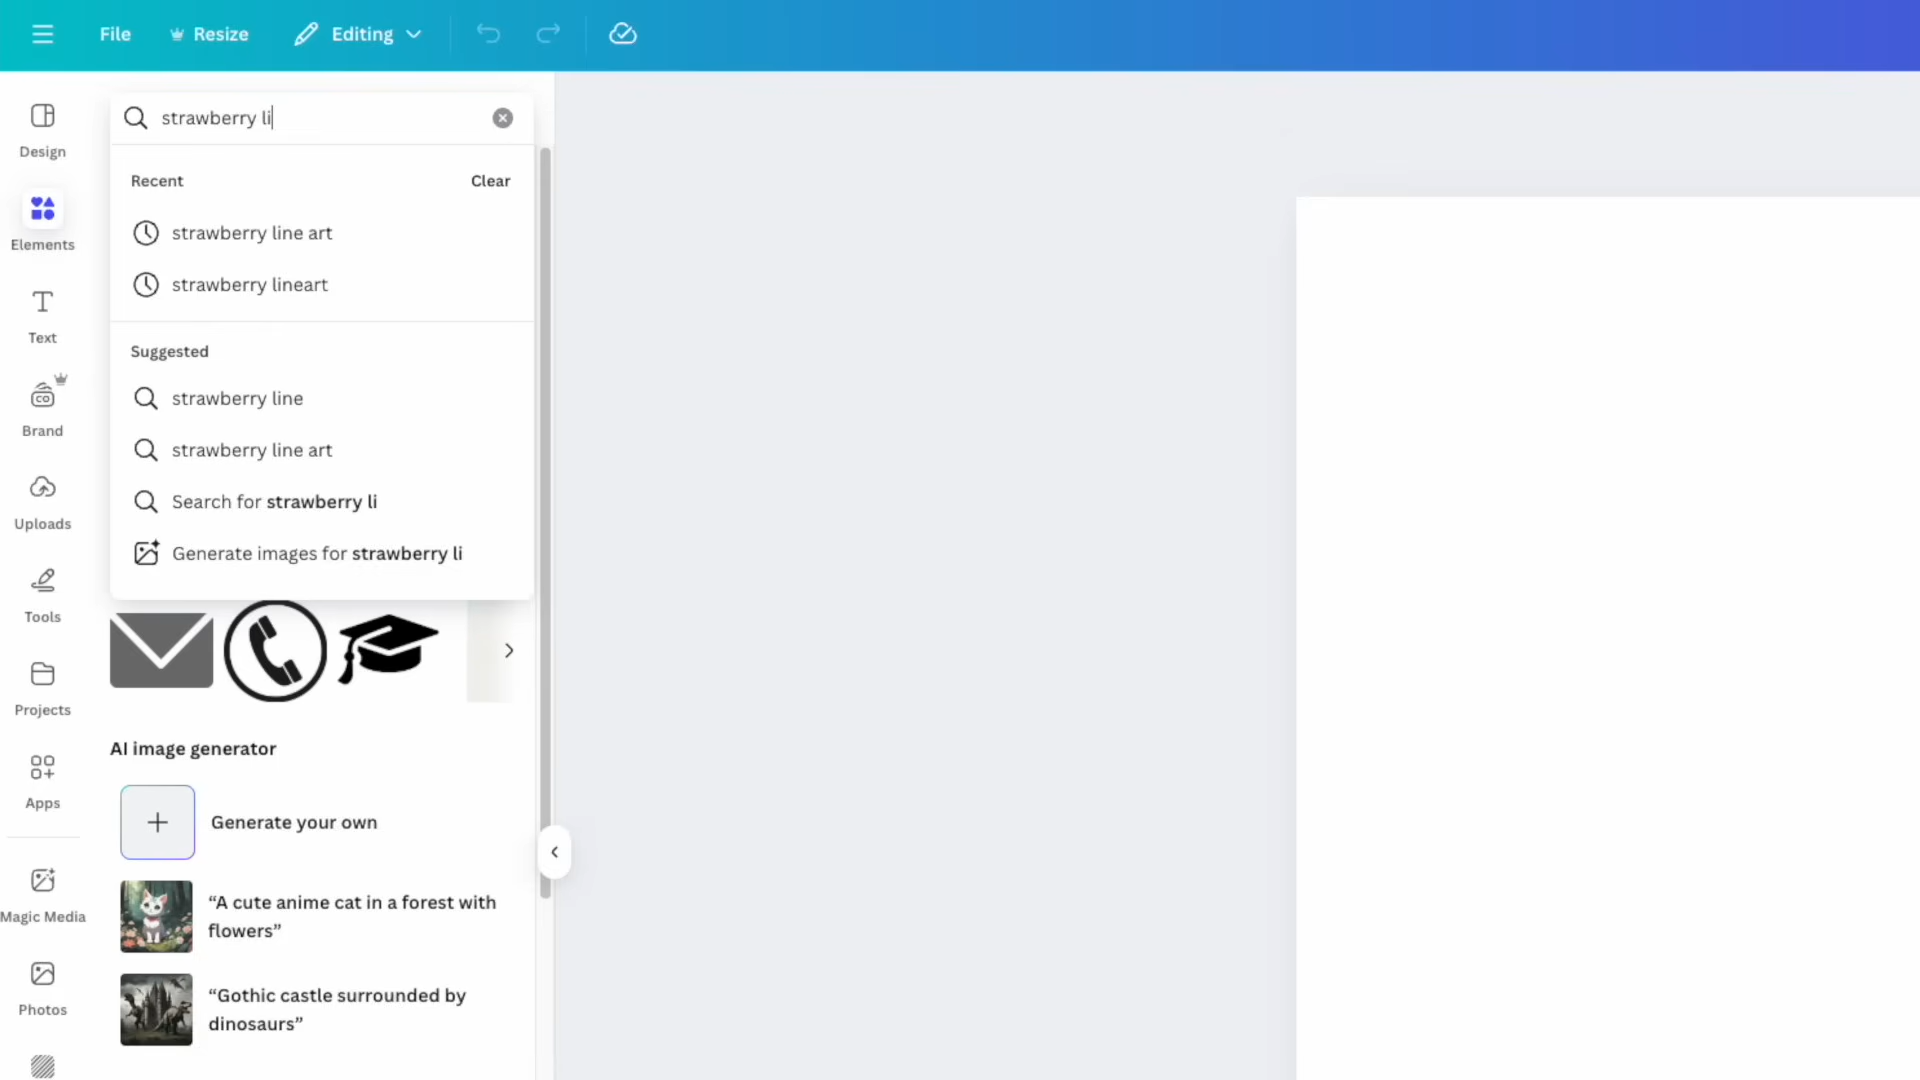 File
Resize
Editing
strawberry li
Design
Recent
Clear
strawberry line art
Elements
strawberry lineart
Text
Suggested
strawberry line
CO
Brand
strawberry line art
Search for strawberry li
Uploads
Generate images for strawberry li
Tools
Projects
AI image generator
Apps
Generate your own
Magic Media
“A cute anime cat in a forest with
flowers”
Photos
“Gothic castle surrounded by
dinosaurs”